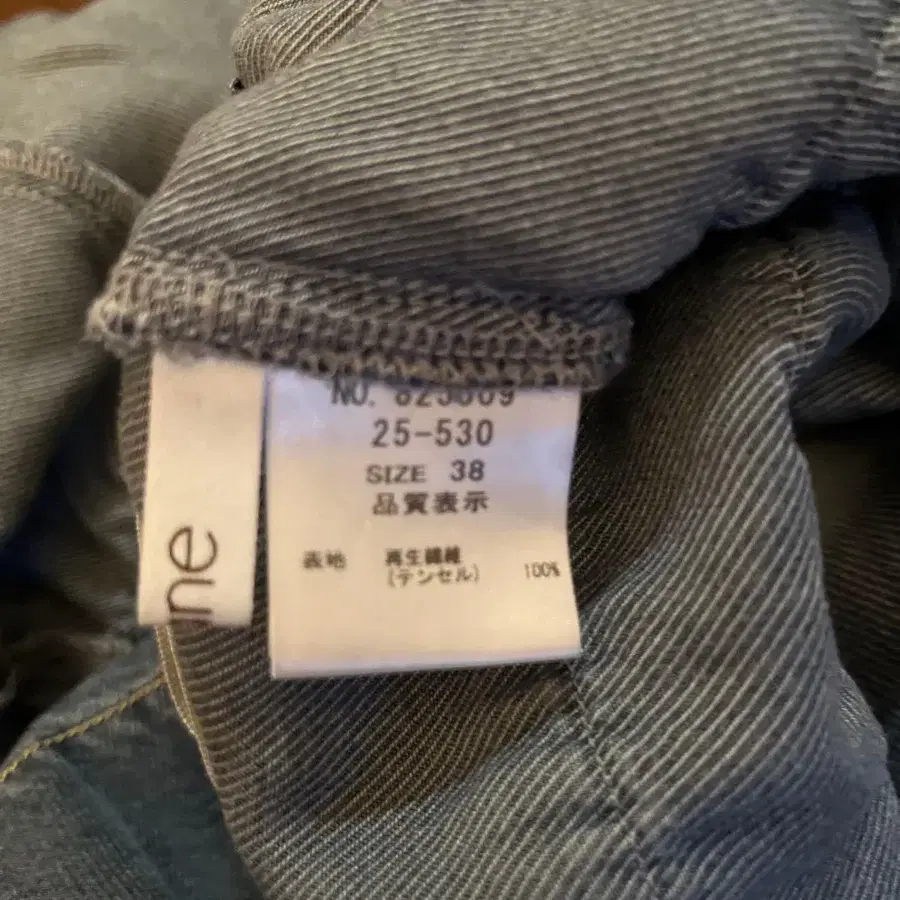 ne
25-530
SIZE 38
品質表示
表地 再生繊維 100%
(テンセル)